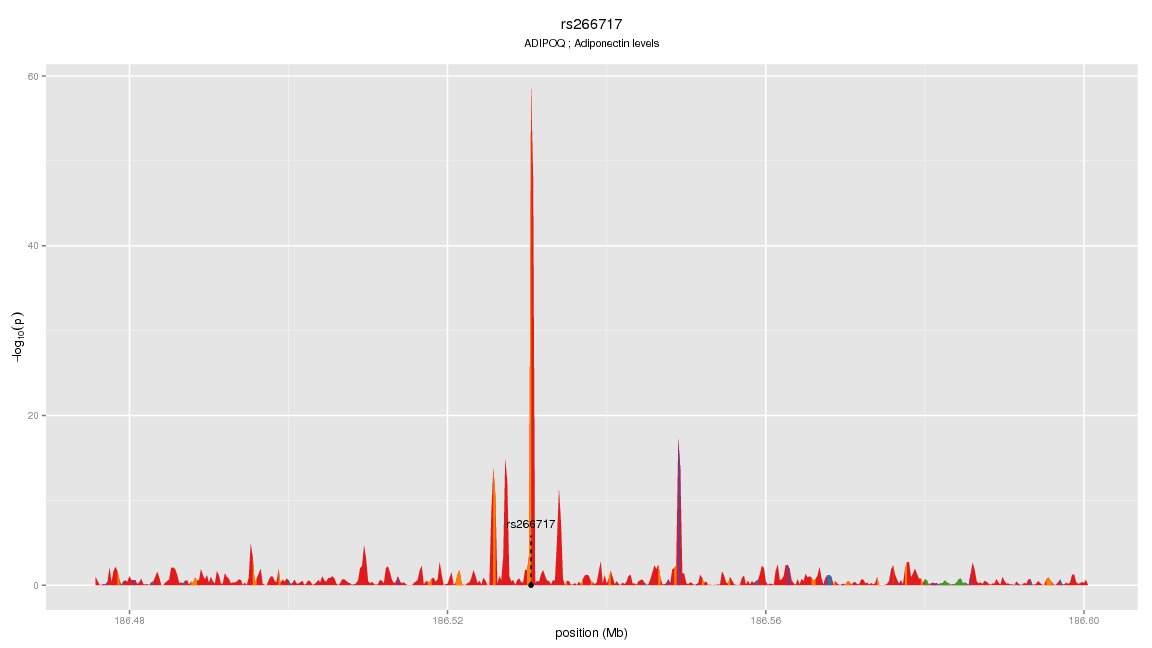 rs266717
ADIPOQ ; Adiponectin levels
60
40
20
0
−log10(p)
rs266717
186.48
186.52
186.56
186.60
position (Mb)